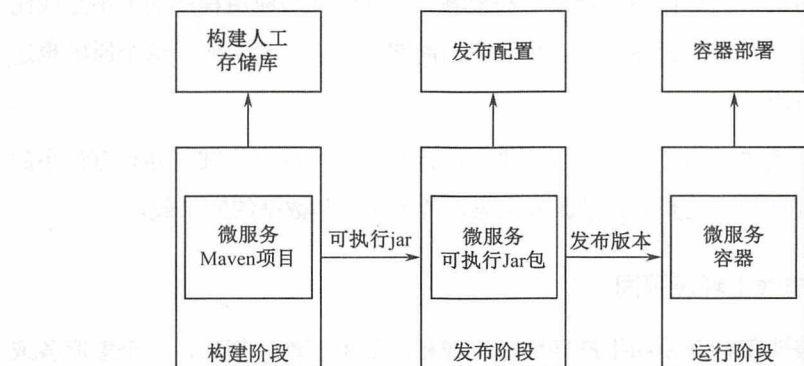 构建人工
存储库
发布配置
容器部署
微服务
Maven项目
可执行jar
微服务
可执行Jar包
发布版本
微服务
容器
构建阶段
发布阶段
运行阶段